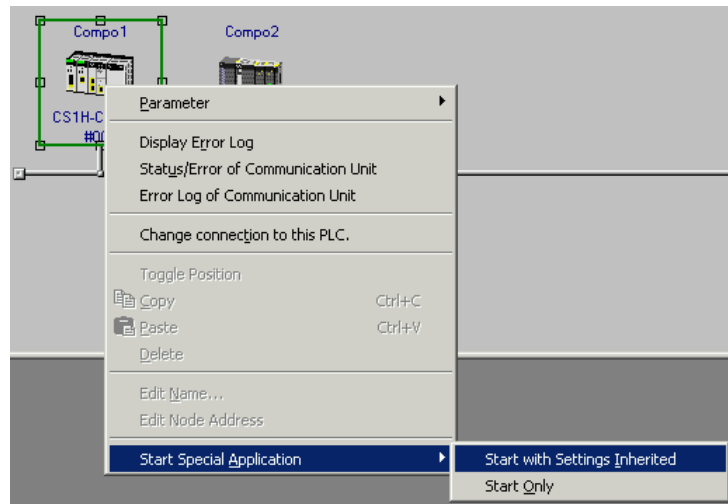 Compo1
Compo2
CS1H-C
Parameter
Display Error Log
Status/Error of Communication Unit
Error Log of Communication Unit
Change connection to this PLC.
Toggle Position
Copy Ctrl+C
Paste Ctrl+V
Delete
Edit Name...
Edit Node Address
Start Special Application
Start with Settings Inherited
Start Only